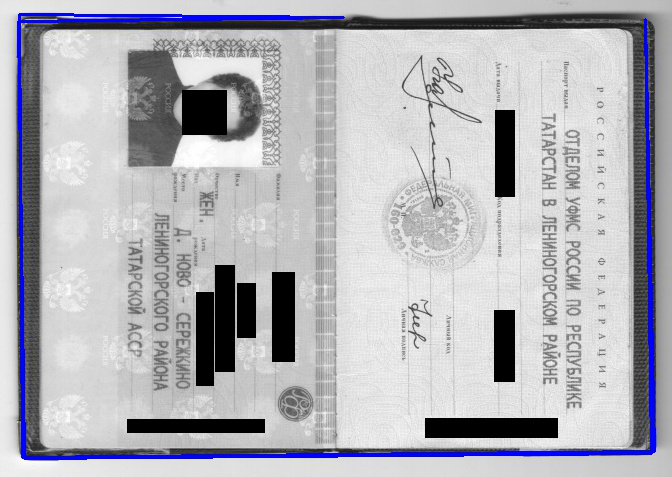 РОССИЙСКАЯ ФЕДЕРАЦИЯ
Паспорт выдан
ОТДЕЛОМ УФМС РОССИИ ПО РЕСПУБЛИКЕ
ТАТАРСТАН В ЛЕНИНОГОРСКОМ РАЙОНЕ
Дата выдачи
Код подразделения
Личный код
Личная подпись
Фамилия
Имя
Отчество
Пол
ЖЕН.
Дата рождения
Место рождения
Д. НОВО - СЕРЕЖКИНО
ЛЕНИНОГОРСКОГО РАЙОНА
ТАТАРСКОЙ АССР